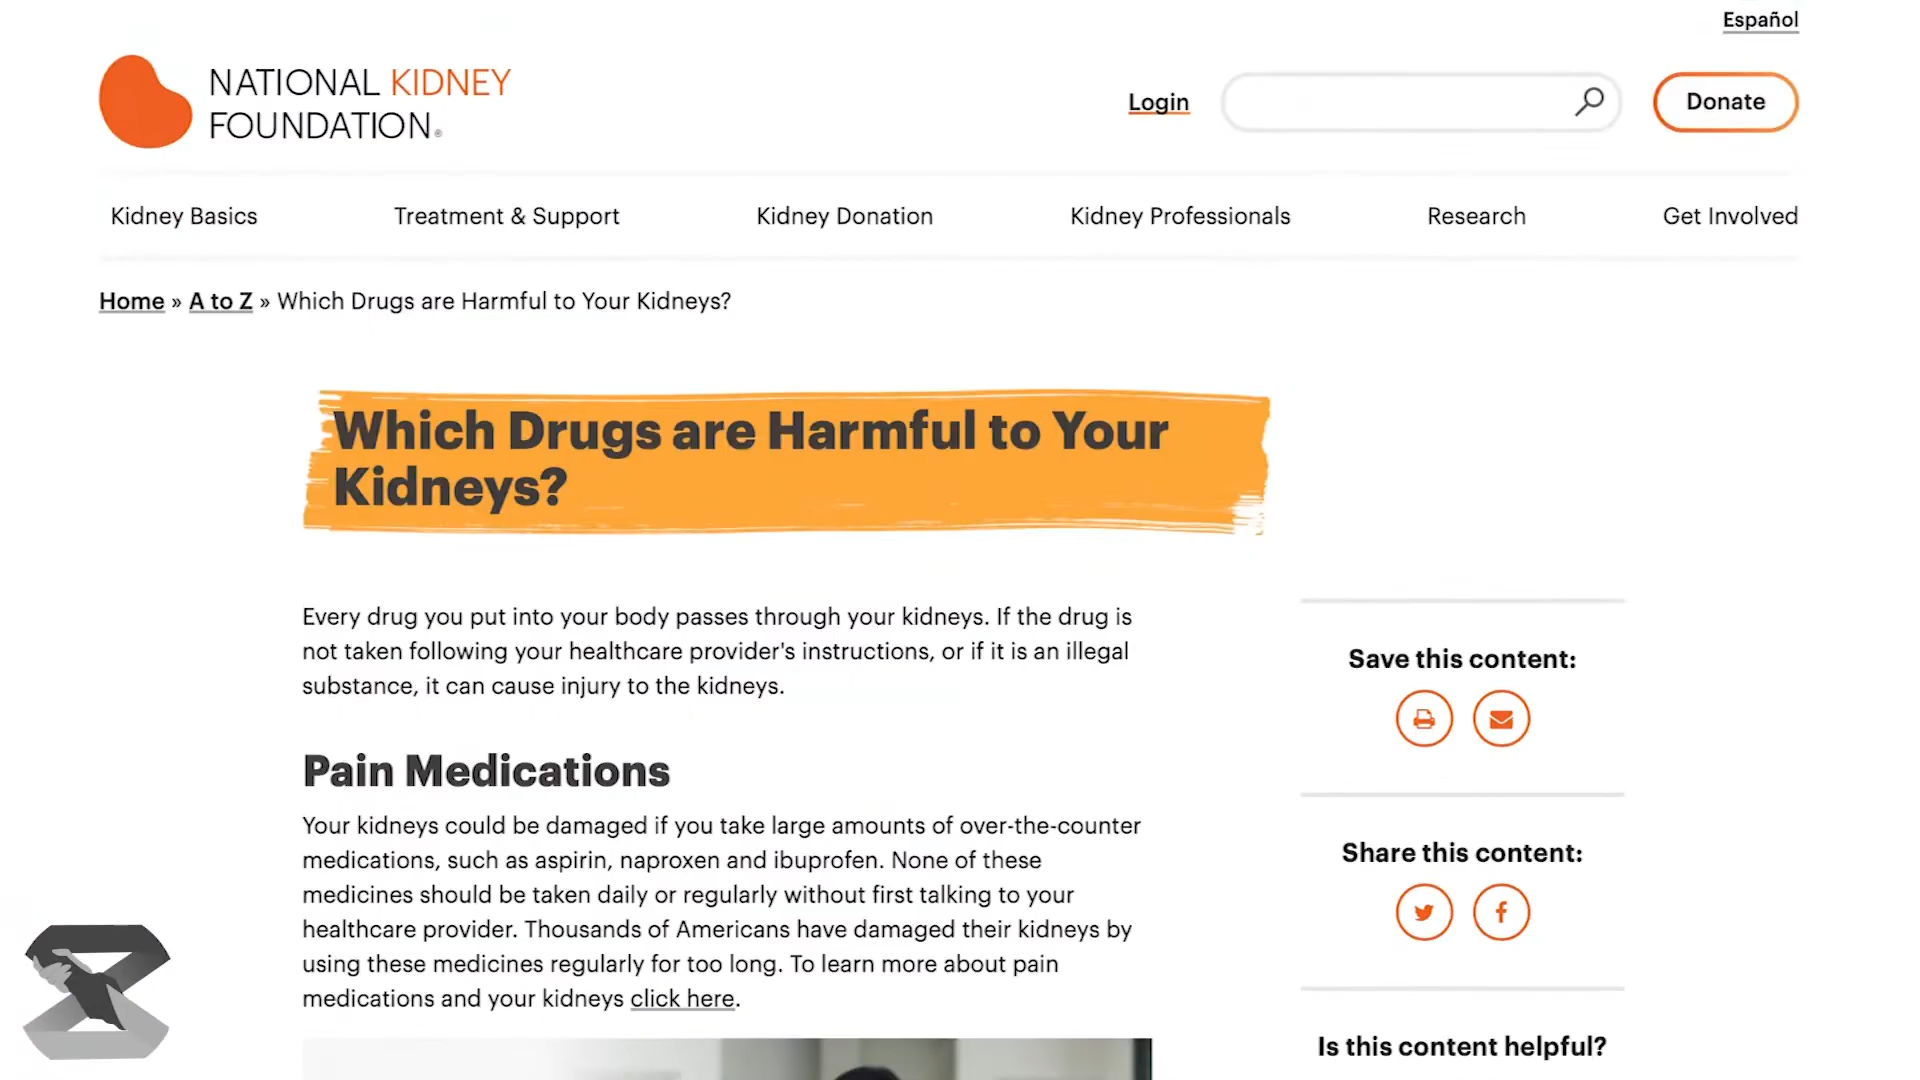 Español
NATIONAL KIDNEY
FOUNDATION®
Login
Donate
Kidney Basics
Treatment & Support
Kidney Donation
Kidney Professionals
Research
Get Involved
Home » A to Z » Which Drugs are Harmful to Your Kidneys?
Which Drugs are Harmful to Your
Kidneys?
Every drug you put into your body passes through your kidneys. If the drug is
not taken following your healthcare provider's instructions, or if it is an illegal
substance, it can cause injury to the kidneys.
Pain Medications
Your kidneys could be damaged if you take large amounts of over-the-counter
medications, such as aspirin, naproxen and ibuprofen. None of these
medicines should be taken daily or regularly without first talking to your
healthcare provider. Thousands of Americans have damaged their kidneys by
using these medicines regularly for too long. To learn more about pain
medications and your kidneys click here.
Save this content:
Share this content:
Is this content helpful?